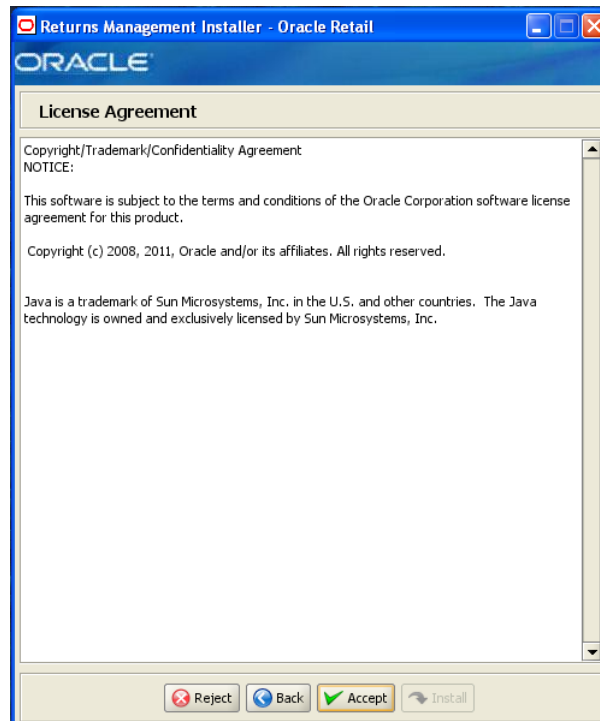 Returns Management Installer - Oracle Retail
ORACLE
License Agreement
Copyright/Trademark/Confidentiality Agreement
NOTICE:
This software is subject to the terms and conditions of the Oracle Corporation software license
agreement for this product.
Copyright (c) 2008, 2011, Oracle and/or its affiliates. All rights reserved.
Java is a trademark of Sun Microsystems, Inc. in the U.S. and other countries. The Java
technology is owned and exclusively licensed by Sun Microsystems, Inc.
Reject Back Accept Install